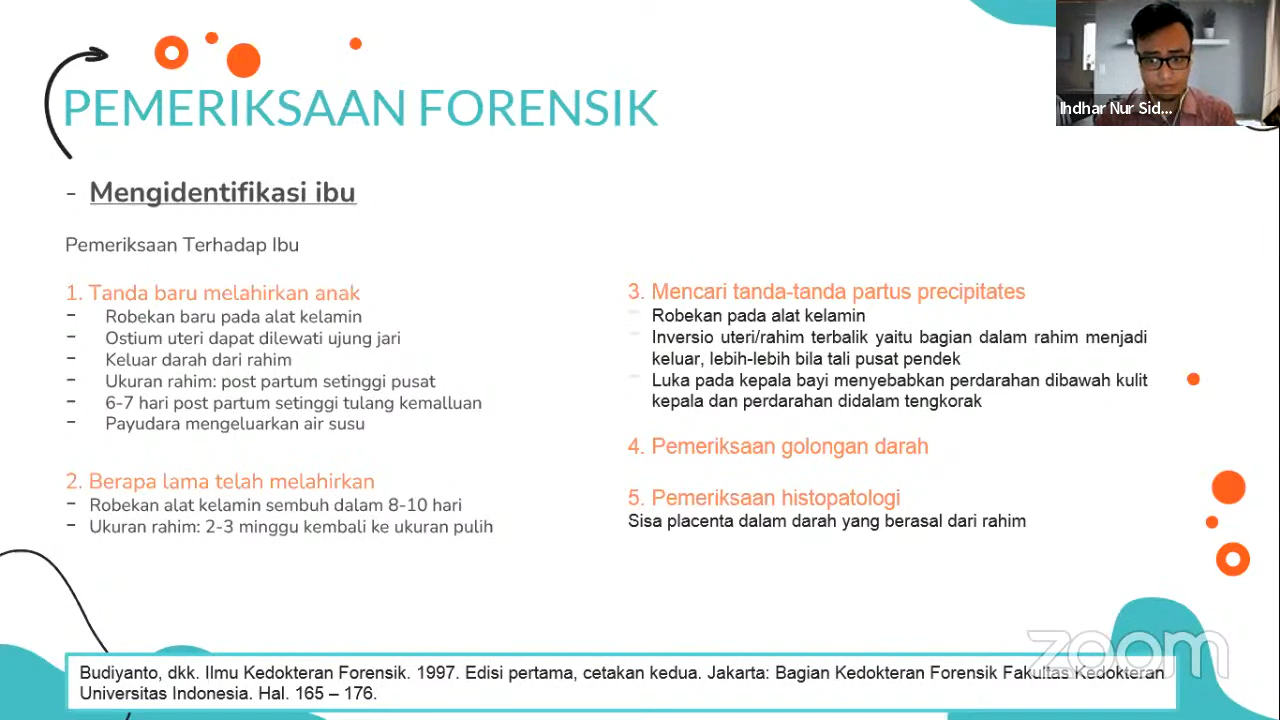 PEMERIKSAAN FORENSIK
Ihdhar Nur Sid...
- Mengidentifikasi ibu
Pemeriksaan Terhadap Ibu
1. Tanda baru melahirkan anak
- Robekan baru pada alat kelamin
- Ostium uteri dapat dilewati ujung jari
- Keluar darah dari rahim
- Ukuran rahim: post partum setinggi pusat
- 6-7 hari post partum setinggi tulang kemalluan
- Payudara mengeluarkan air susu
2. Berapa lama telah melahirkan
- Robekan alat kelamin sembuh dalam 8-10 hari
- Ukuran rahim: 2-3 minggu kembali ke ukuran pulih
3. Mencari tanda-tanda partus precipitates
- Robekan pada alat kelamin
- Inversio uteri/rahim terbalik yaitu bagian dalam rahim menjadi
keluar, lebih-lebih bila tali pusat pendek
- Luka pada kepala bayi menyebabkan perdarahan dibawah kulit
kepala dan perdarahan didalam tengkorak
4. Pemeriksaan golongan darah
5. Pemeriksaan histopatologi
Sisa placenta dalam darah yang berasal dari rahim
zoom
Budiyanto, dkk. Ilmu Kedokteran Forensik. 1997. Edisi pertama, cetakan kedua. Jakarta: Bagian Kedokteran Forensik Fakultas Kedokteran
Universitas Indonesia. Hal. 165 – 176.